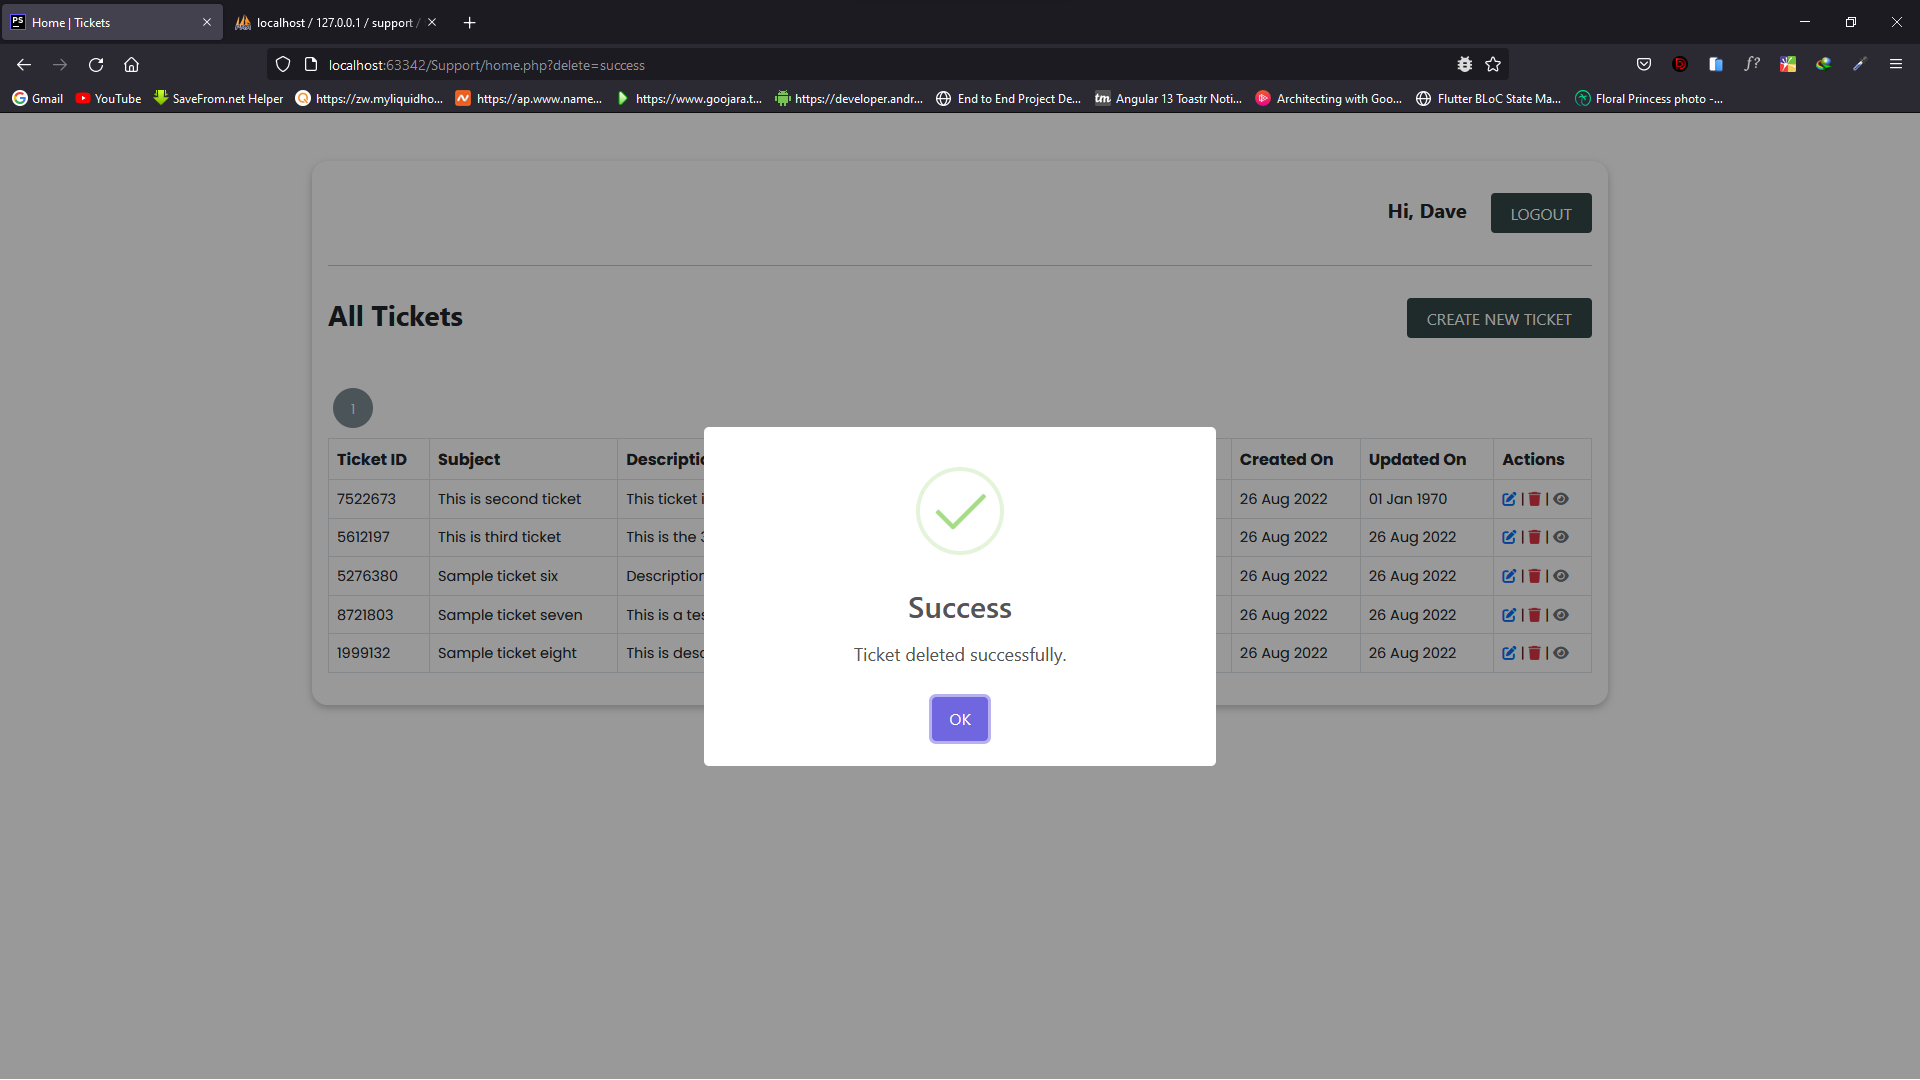 Home | Tickets
localhost / 127.0.0.1 / support /
localhost:63342/Support/home.php?delete=success
Gmail YouTube SaveFrom.net Helper https://zw.myliquidho... https://ap.www.name... https://www.goojara.t... https://developer.andr... End to End Project De... Angular 13 Toastr Noti... Architecting with Goo... Flutter BLoC State Ma... Floral Princess photo -...
Hi, Dave LOGOUT
All Tickets CREATE NEW TICKET
1
Ticket ID Subject Descriptio Created On Updated On Actions
7522673 This is second ticket This ticket i 26 Aug 2022 01 Jan 1970 | |
5612197 This is third ticket This is the 3 26 Aug 2022 26 Aug 2022 | |
5276380 Sample ticket six Description 26 Aug 2022 26 Aug 2022 | |
8721803 Sample ticket seven This is a tes 26 Aug 2022 26 Aug 2022 | |
1999132 Sample ticket eight This is desc 26 Aug 2022 26 Aug 2022 | |
Success
Ticket deleted successfully.
OK